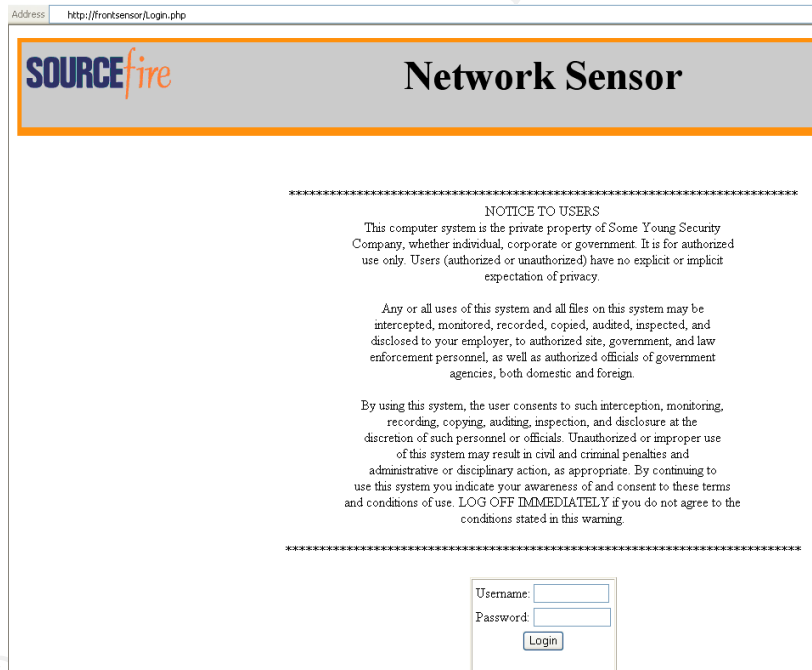 Address http://frontsensor/Login.php
SOURCEfire
Network Sensor
******************************************************************************
NOTICE TO USERS
This computer system is the private property of Some Young Security
Company, whether individual, corporate or government. It is for authorized
use only. Users (authorized or unauthorized) have no explicit or implicit
expectation of privacy.
Any or all uses of this system and all files on this system may be
intercepted, monitored, recorded, copied, audited, inspected, and
disclosed to your employer, to authorized site, government, and law
enforcement personnel, as well as authorized officials of government
agencies, both domestic and foreign.
By using this system, the user consents to such interception, monitoring,
recording, copying, auditing, inspection, and disclosure at the
discretion of such personnel or officials. Unauthorized or improper use
of this system may result in civil and criminal penalties and
administrative or disciplinary action, as appropriate. By continuing to
use this system you indicate your awareness of and consent to these terms
and conditions of use. LOG OFF IMMEDIATELY if you do not agree to the
conditions stated in this warning.
******************************************************************************
Username:
Password:
Login